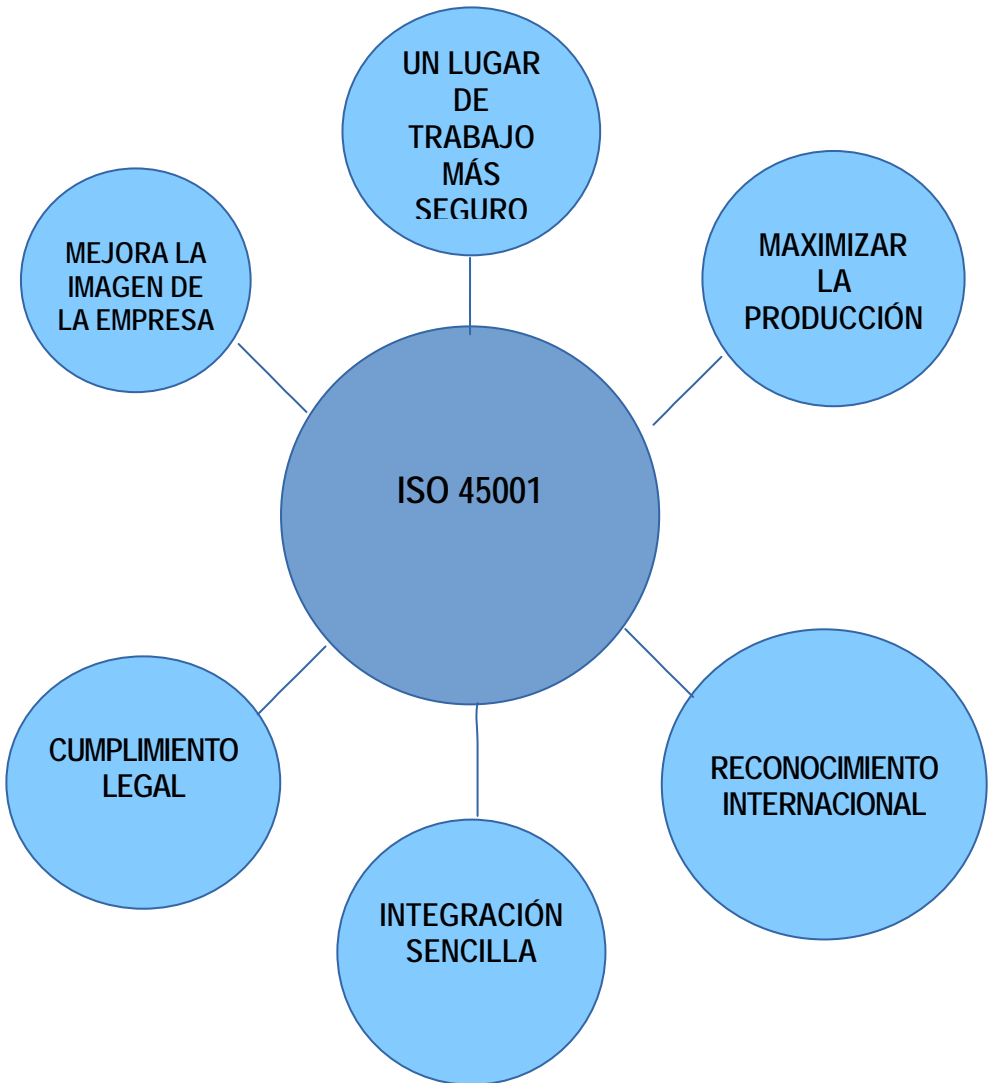 UN LUGAR
DE
TRABAJO
MÁS
SEGURO
MEJORA LA
IMAGEN DE
LA EMPRESA
MAXIMIZAR
LA
PRODUCCIÓN
ISO 45001
CUMPLIMIENTO
LEGAL
RECONOCIMIENTO
INTERNACIONAL
INTEGRACIÓN
SENCILLA